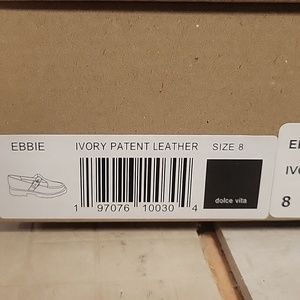 EBBIE IVORY PATENT LEATHER SIZE 8
1 97076 10030 4
dolce vita
8